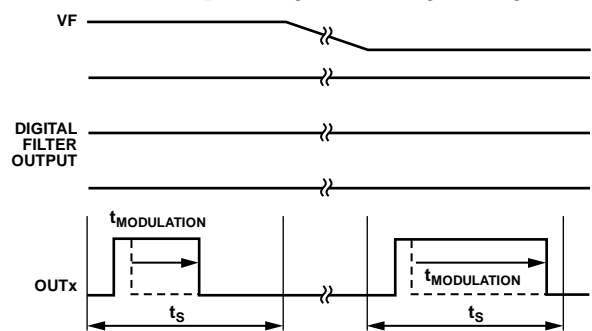 VF
DIGITAL
FILTER
OUTPUT
tMODULATION
OUTx
tMODULATION
tS
tS